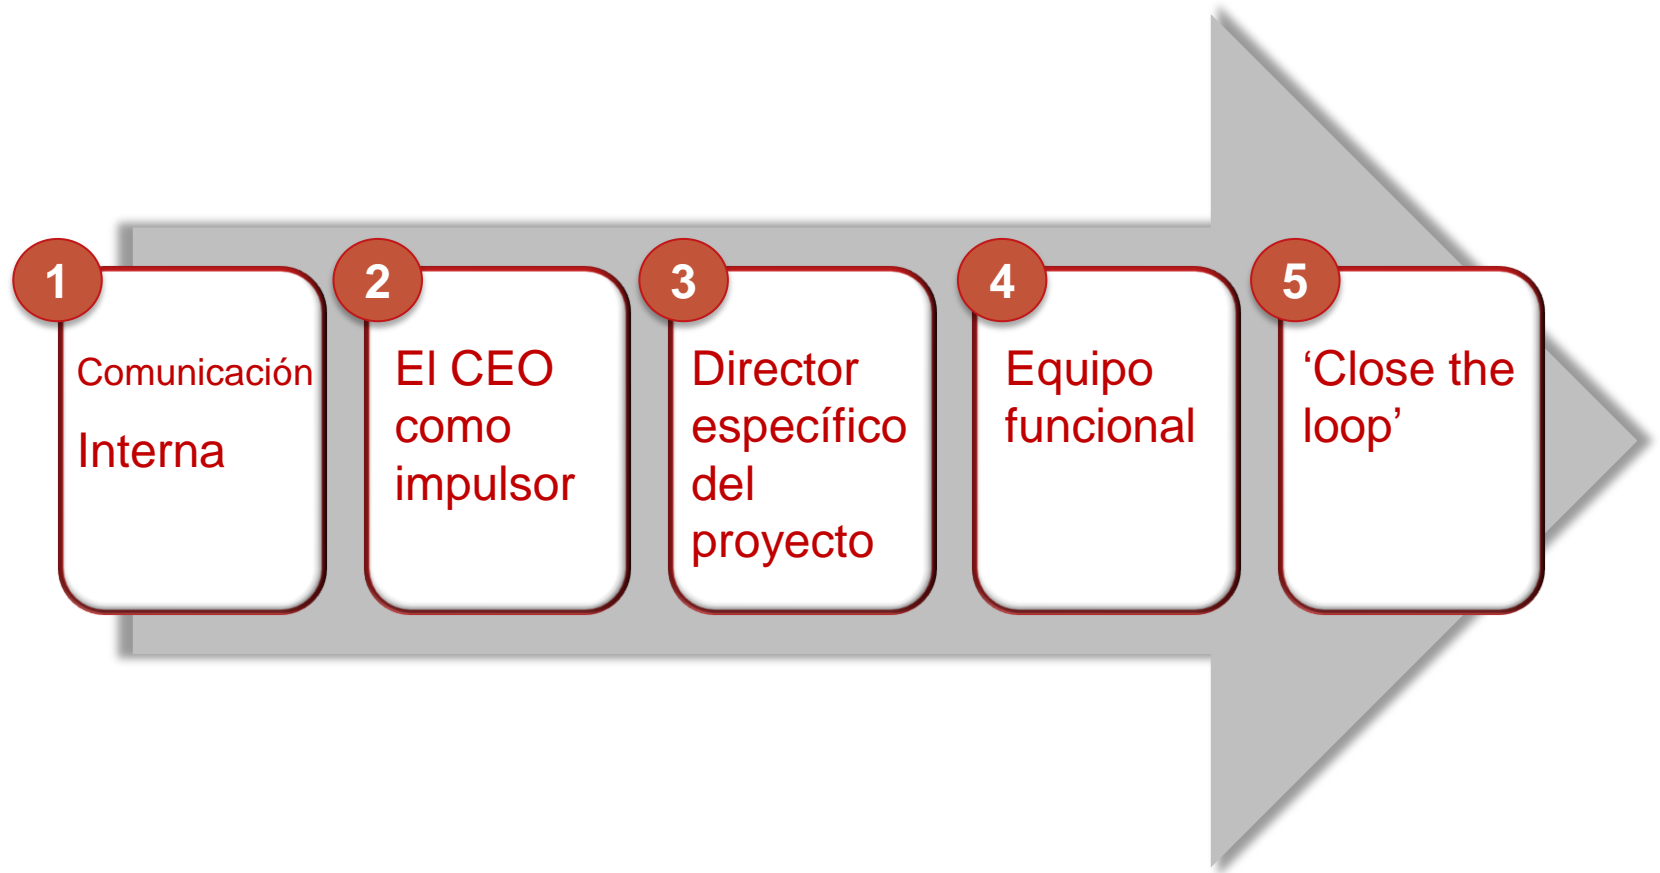 1
Comunicación
Interna
2
El CEO
como
impulsor
3
Director
específico
del
proyecto
4
Equipo
funcional
5
‘Close the
loop’